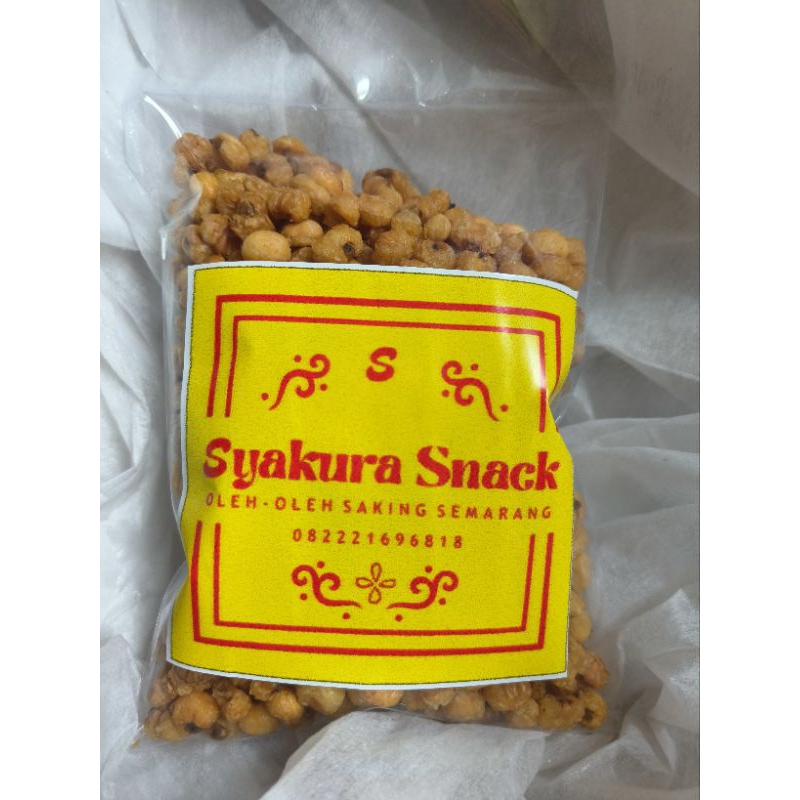 S
Syakura Snack
OLEH-OLEH SAKING SEMARANG
082221696818